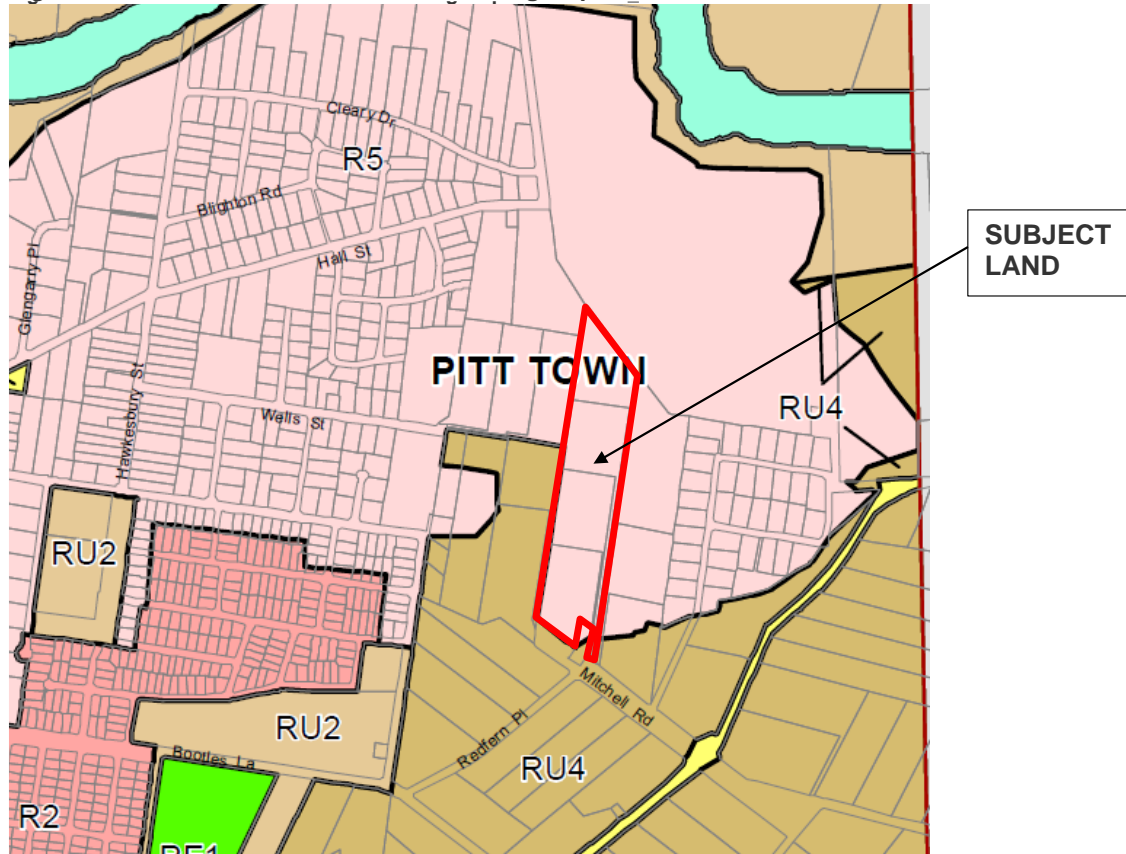 Cleary Dr
R5
Blighton Rd
Hall St
Glengarry Pl
SUBJECT
LAND
PITT TOWN
Hawkesbury St
Wells St
RU4
RU2
Mitchell Rd
Redfern Pl
RU2
Bootles La
RU4
R2
RE1